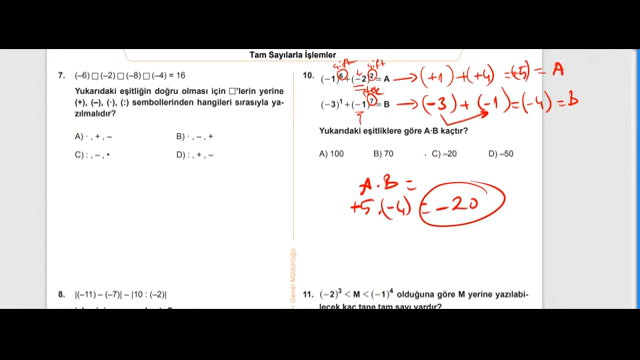 Tam Sayılarla İşlemler
7. (–6) □ (–2) □ (–8) □ (–4) = 16
Yukarıdaki eşitliğin doğru olması için □'lerin yerine
(+), (–), (·), (:) sembollerinden hangileri sırasıyla ya-
zılmalıdır?
A) · , + , –
B) · , – , +
C) : , – , •
D) : , + , –
8. |(–11) – (–7)| – |10 : (–2)|
çift çift
10. (–1) + (–2)² = A → (+1) + (+4) = (+5) = A
tek
(–3)¹ + (–1)⁷ = B → (–3) + (–1) = (–4) = B
Yukarıdaki eşitliklere göre A·B kaçtır?
A) 100
B) 70
C) –20
D) –50
A.B =
+5.(-4) = -20
11. (–2)³ < M < (–1)⁴ olduğuna göre M yerine yazılabi-
lecek kaç tane tam sayı vardır?
Genel Müdürlüğü